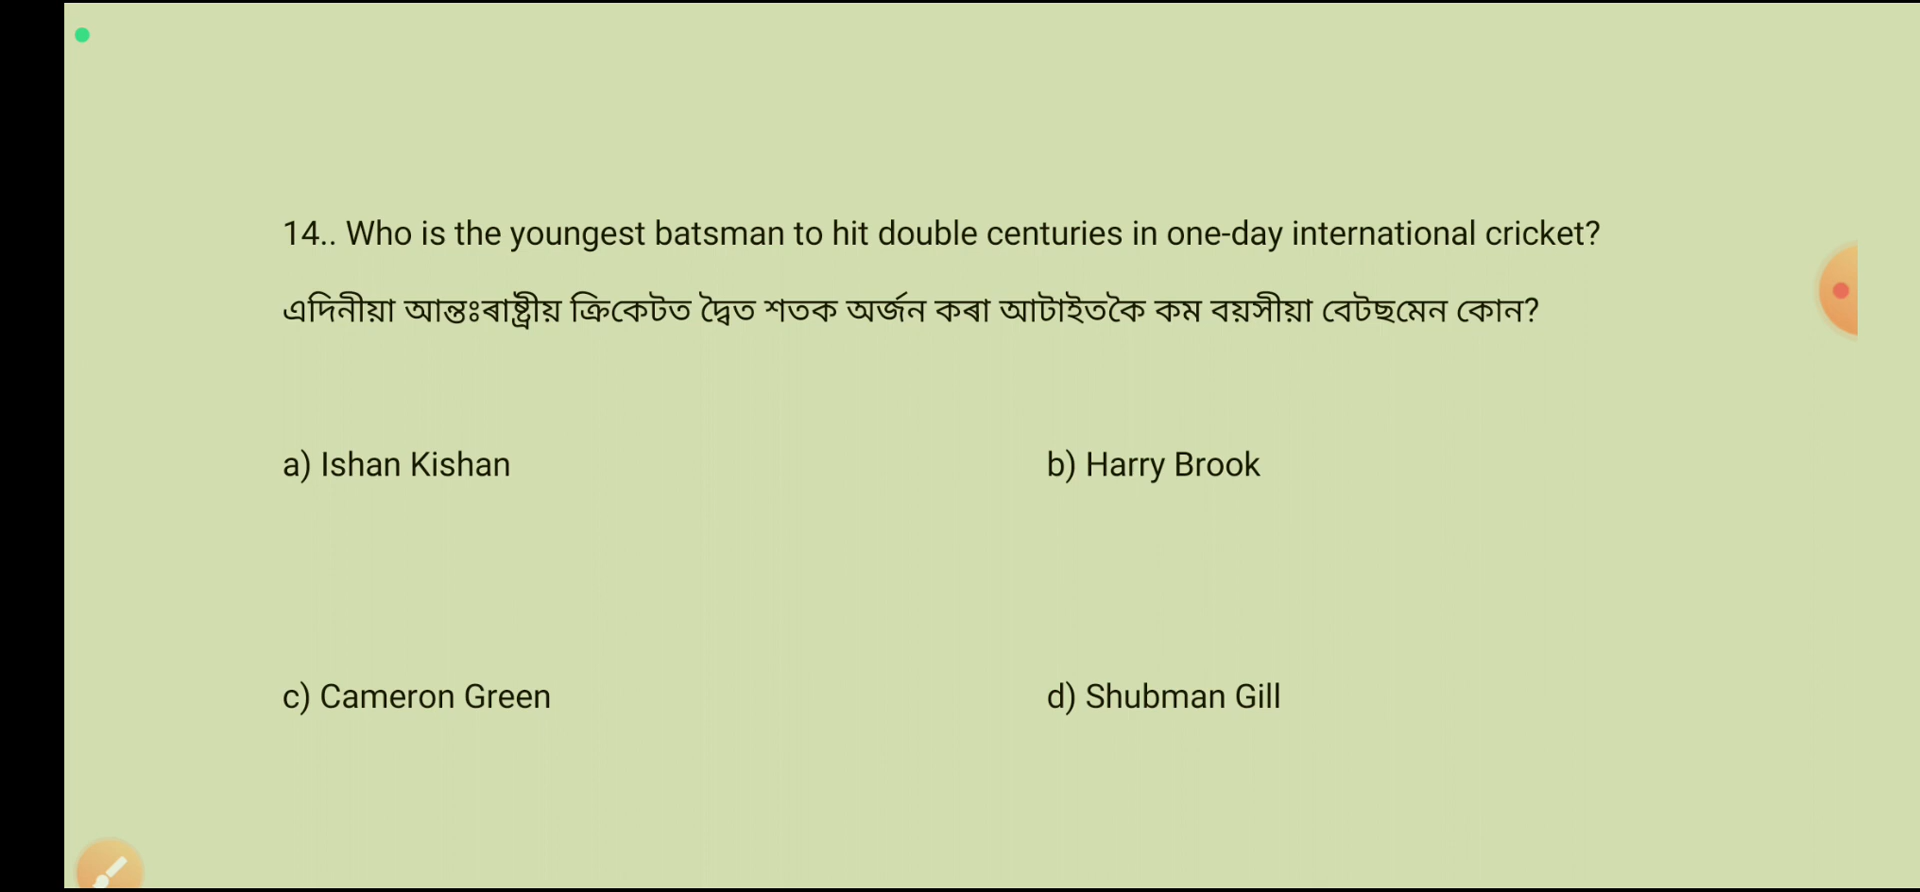 14.. Who is the youngest batsman to hit double centuries in one-day international cricket?
এদিনীয়া আন্তঃৰাষ্ট্ৰীয় ক্ৰিকেটত দ্বৈত শতক অৰ্জন কৰা আটাইতকৈ কম বয়সীয়া বেটছমেন কোন?
a) Ishan Kishan
b) Harry Brook
c) Cameron Green
d) Shubman Gill